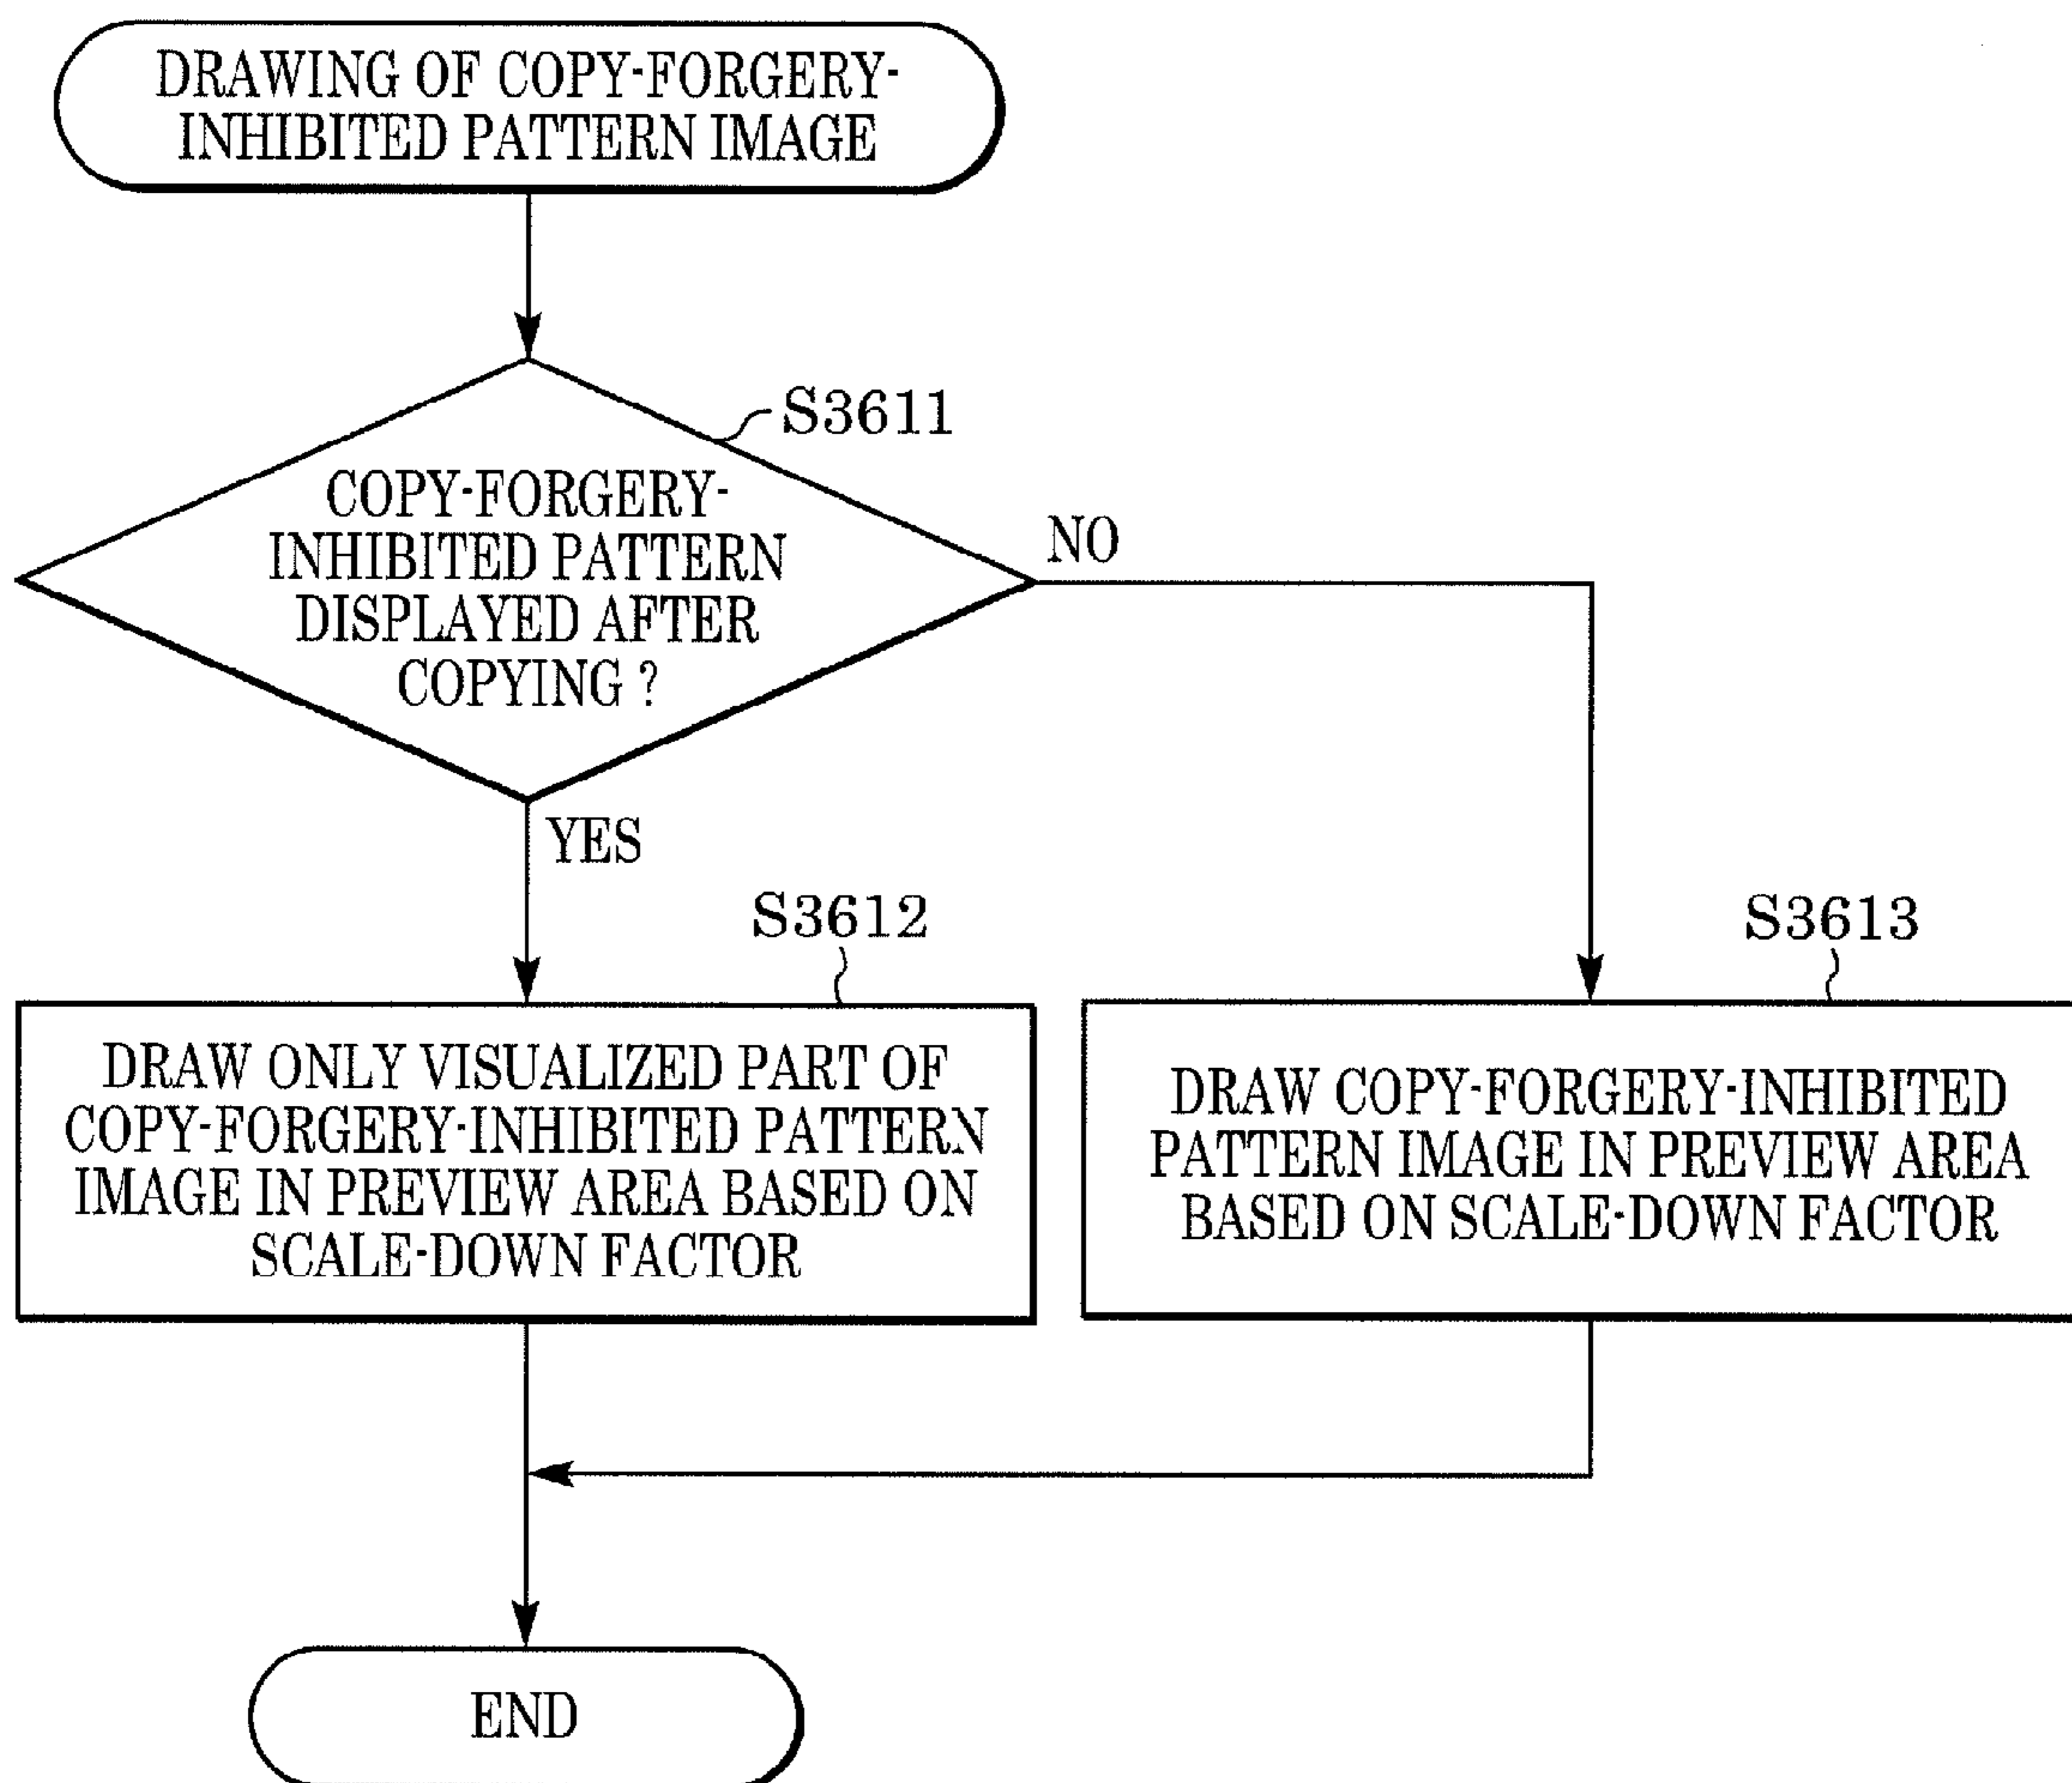 DRAWING OF COPY-FORGERY-
INHIBITED PATTERN IMAGE
S3611
COPY-FORGERY-
INHIBITED PATTERN
DISPLAYED AFTER
COPYING ?
NO
YES
S3612
DRAW ONLY VISUALIZED PART OF
COPY-FORGERY-INHIBITED PATTERN
IMAGE IN PREVIEW AREA BASED ON
SCALE-DOWN FACTOR
S3613
DRAW COPY-FORGERY-INHIBITED
PATTERN IMAGE IN PREVIEW AREA
BASED ON SCALE-DOWN FACTOR
END